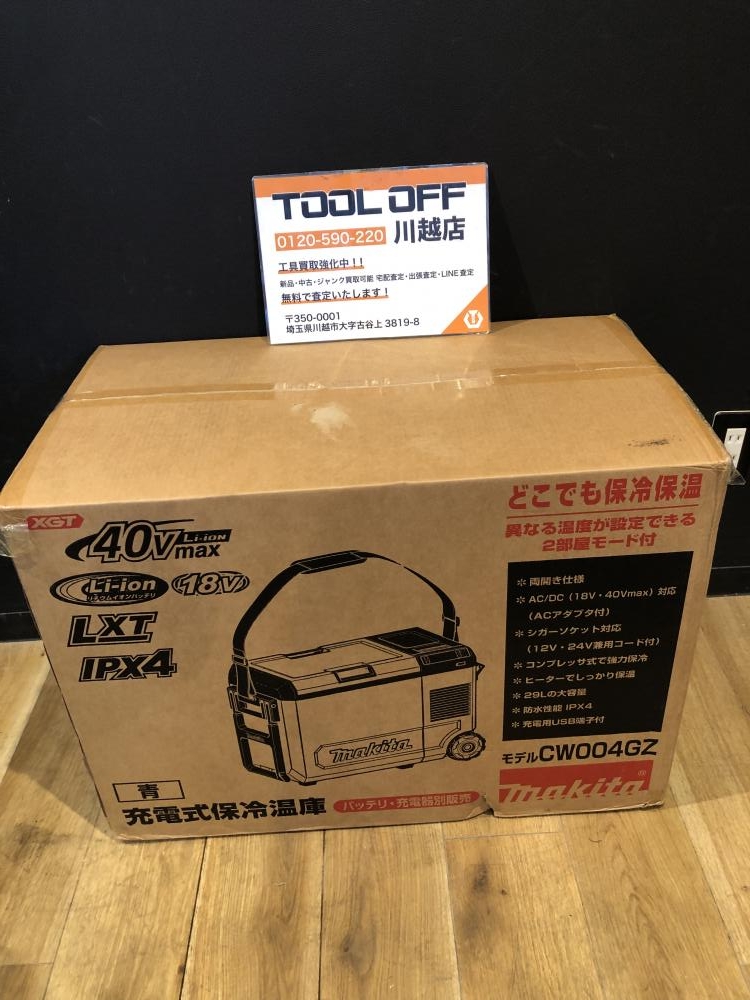 TOOL OFF
0120-590-220 川越店
工具買取強化中!!
新品・中古・ジャンク買取可能 宅配査定・出張査定・LINE査定
無料で査定いたします!
〒350-0001
埼玉県川越市大字古谷上 3819-8
XGT
40Vmax Li-ION
Li-ion 18V
リチウムイオンバッテリ
LXT
IPX4
makita
青
充電式保冷温庫 バッテリ・充電器別販売
どこでも保冷保温
異なる温度が設定できる
2部屋モード付
＊両開き仕様
＊AC/DC(18V・40Vmax)対応
(ACアダプタ付)
＊シガーソケット対応
(12V・24V兼用コード付)
＊コンプレッサ式で強力保冷
＊ヒーターでしっかり保温
＊29Lの大容量
＊防水性能 IPX4
＊充電用USB端子付
モデルCW004GZ
makita®